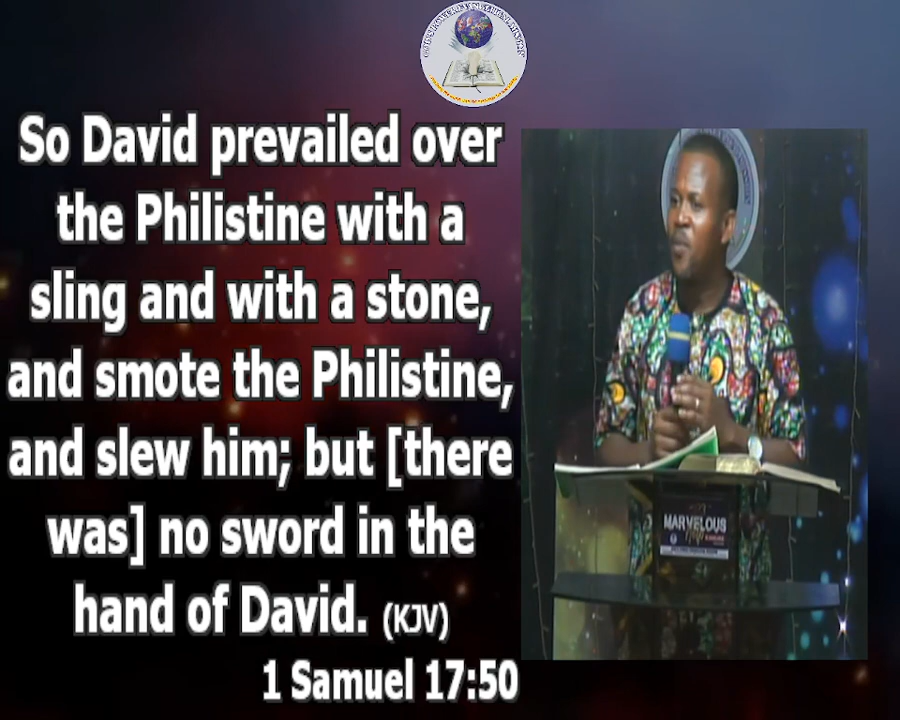 So David prevailed over
the Philistine with a
sling and with a stone,
and smote the Philistine,
and slew him; but [there
was] no sword in the
hand of David. (KJV)
1 Samuel 17:50
MARVELOUS